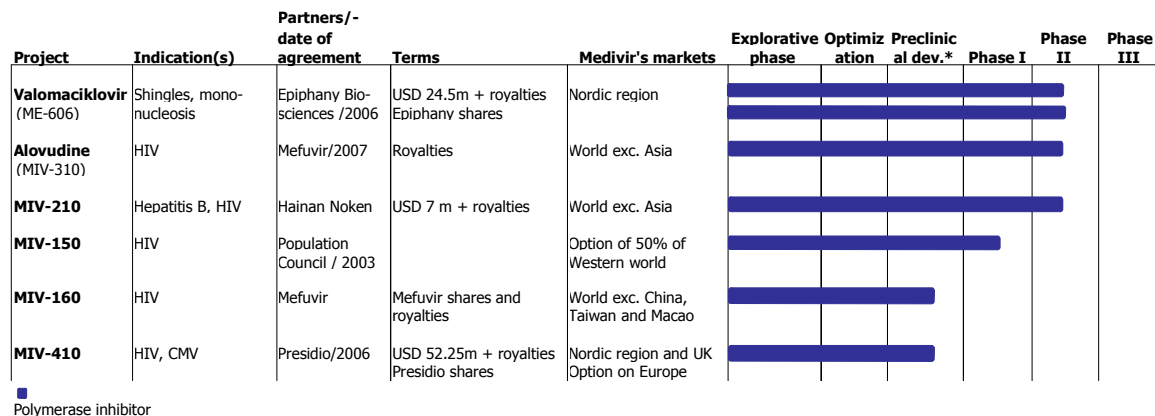 Partners/-
date of
agreement
Project Indication(s) Terms Medivir's markets
Explorative phase Optimiz ation Preclinic al dev.* Phase I Phase II Phase III
Valomaciklovir Shingles, mono- Epiphany Bio- USD 24.5m + royalties Nordic region
(ME-606) nucleosis sciences /2006 Epiphany shares
Alovudine HIV Mefuvir/2007 Royalties World exc. Asia
(MIV-310)
MIV-210 Hepatitis B, HIV Hainan Noken USD 7 m + royalties World exc. Asia
MIV-150 HIV Population Option of 50% of
Council / 2003 Western world
MIV-160 HIV Mefuvir Mefuvir shares and World exc. China,
royalties Taiwan and Macao
MIV-410 HIV, CMV Presidio/2006 USD 52.25m + royalties Nordic region and UK
Presidio shares Option on Europe
Polymerase inhibitor